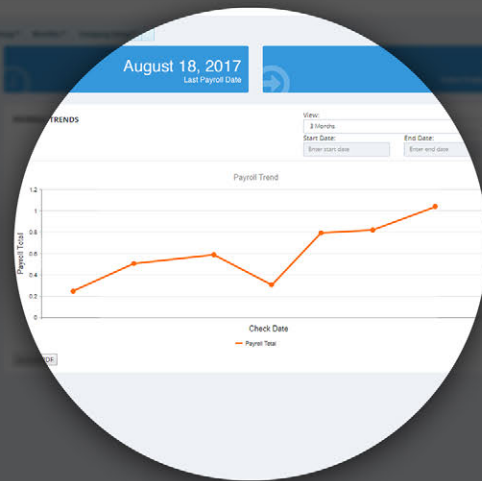 August 18, 2017
Last Payroll Date
TRENDS
View:
3 Months
Start Date:
End Date:
Enter start date
Enter end date
Payroll Trend
1.2
1
0.8
0.6
0.4
0.2
0
Payroll Total
Check Date
Payroll Total